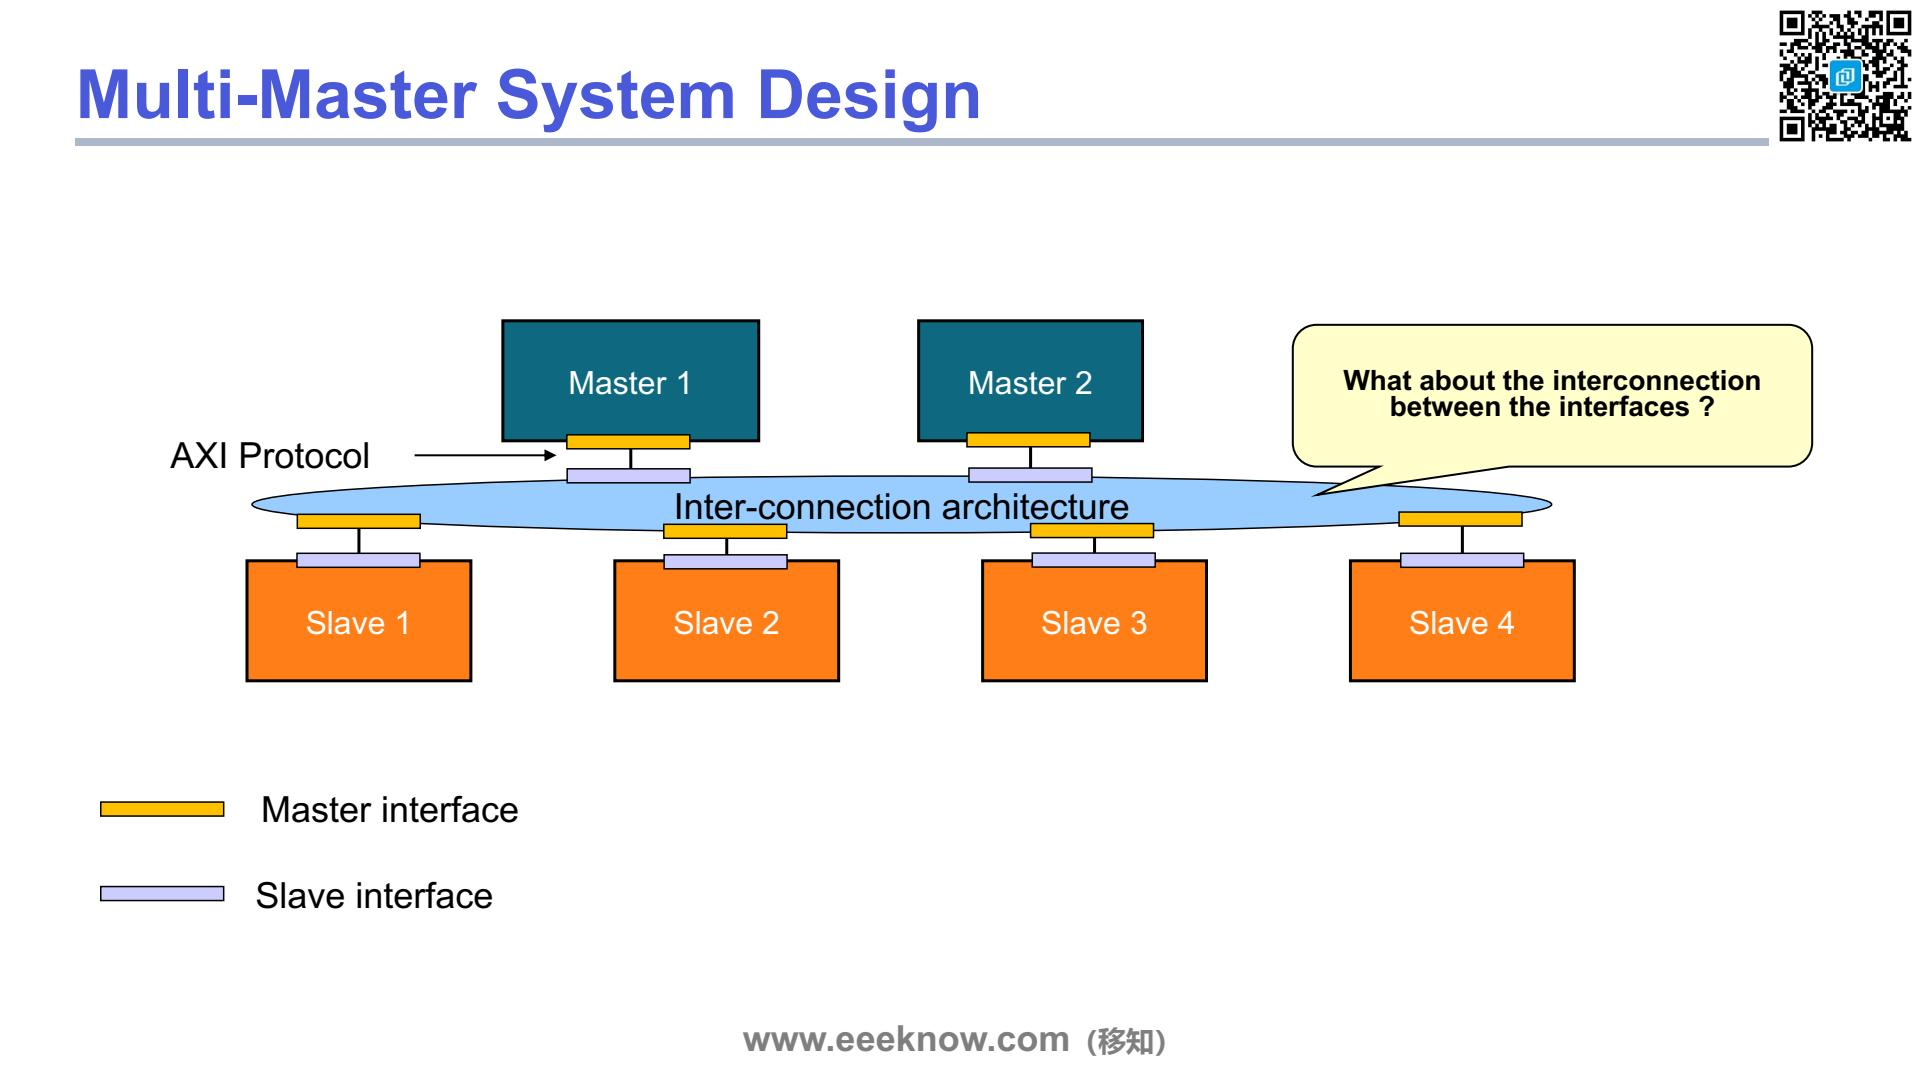 Multi-Master System Design
Master 1
Master 2
What about the interconnection
between the interfaces ?
AXI Protocol
Inter-connection architecture
Slave 1
Slave 2
Slave 3
Slave 4
Master interface
Slave interface
www.eeeknow.com (移知)